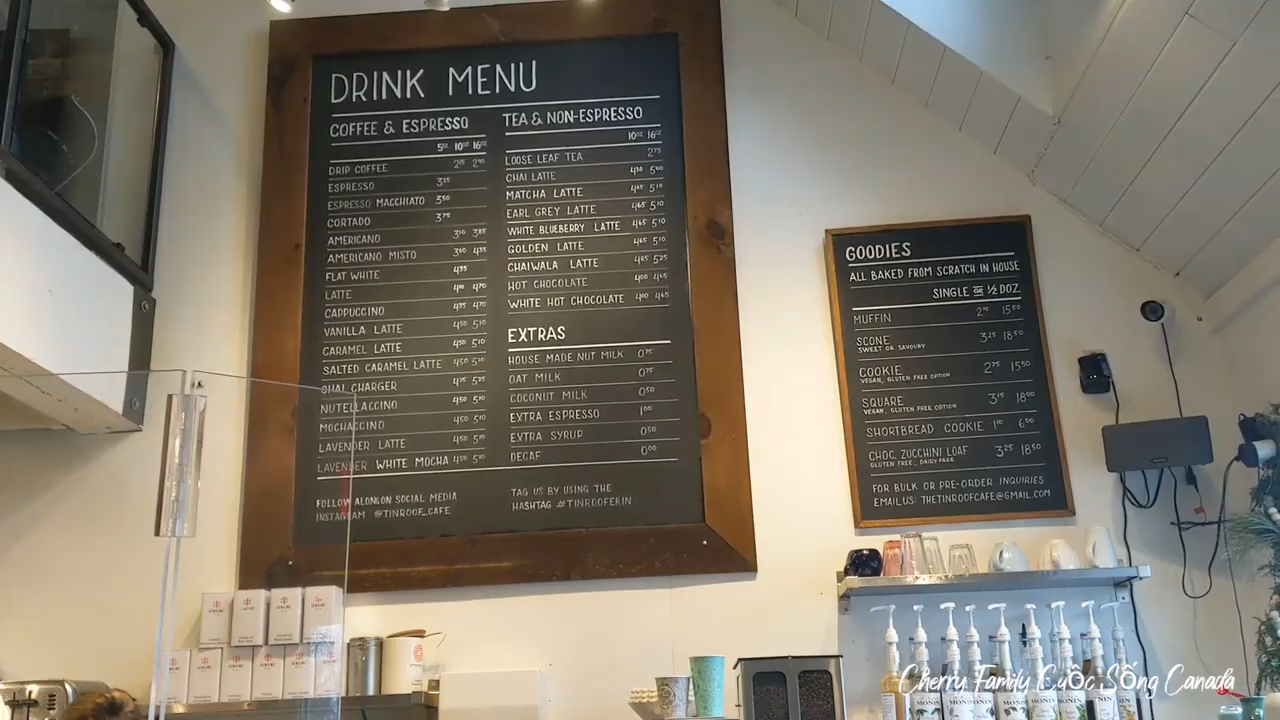 DRINK MENU
COFFEE & ESPRESSO
5oz 10oz 16oz
DRIP COFFEE 2.15 2.90
ESPRESSO 3.25
ESPRESSO MACCHIATO 3.50
CORTADO 3.75
AMERICANO 3.10 3.85
AMERICANO MISTO 3.60 4.35
FLAT WHITE 4.35
LATTE 4.00 4.70
CAPPUCCINO 4.35 4.70
VANILLA LATTE 4.50 5.10
CARAMEL LATTE 4.50 5.10
SALTED CARAMEL LATTE 4.50 5.10
CHAI CHARGER 4.75 5.25
NUTELLACCINO 4.50 5.10
MOCHACCINO 4.50 5.10
LAVENDER LATTE 4.50 5.10
LAVENDER WHITE MOCHA 4.50 5.10
FOLLOW ALONG ON SOCIAL MEDIA
INSTAGRAM @TINROOF_CAFE
TEA & NON-ESPRESSO
10oz 16oz
LOOSE LEAF TEA 2.75
CHAI LATTE 4.30 5.00
MATCHA LATTE 4.65 5.10
EARL GREY LATTE 4.65 5.10
WHITE BLUEBERRY LATTE 4.65 5.10
GOLDEN LATTE 4.65 5.10
CHAIWALA LATTE 4.85 5.25
HOT CHOCOLATE 4.00 4.65
WHITE HOT CHOCOLATE 4.00 4.65
EXTRAS
HOUSE MADE NUT MILK 0.75
OAT MILK 0.75
COCONUT MILK 0.50
EXTRA ESPRESSO 1.00
EXTRA SYRUP 0.50
DECAF 0.00
TAG US BY USING THE
HASHTAG #TINROOFERIN
GOODIES
ALL BAKED FROM SCRATCH IN HOUSE
SINGLE OR 1/2 DOZ.
MUFFIN 2.75 15.50
SCONE 3.25 18.50
SWEET OR SAVOURY
COOKIE 2.75 15.50
VEGAN, GLUTEN FREE OPTION
SQUARE 3.15 18.00
VEGAN, GLUTEN FREE OPTION
SHORTBREAD COOKIE 1.10 6.00
CHOC. ZUCCHINI LOAF 3.25 18.50
GLUTEN FREE, DAIRY FREE
FOR BULK OR PRE-ORDER INQUIRIES
EMAIL US: THETINROOFCAFE@GMAIL.COM
MONIN
Cherry Family Cuộc Sống Canada